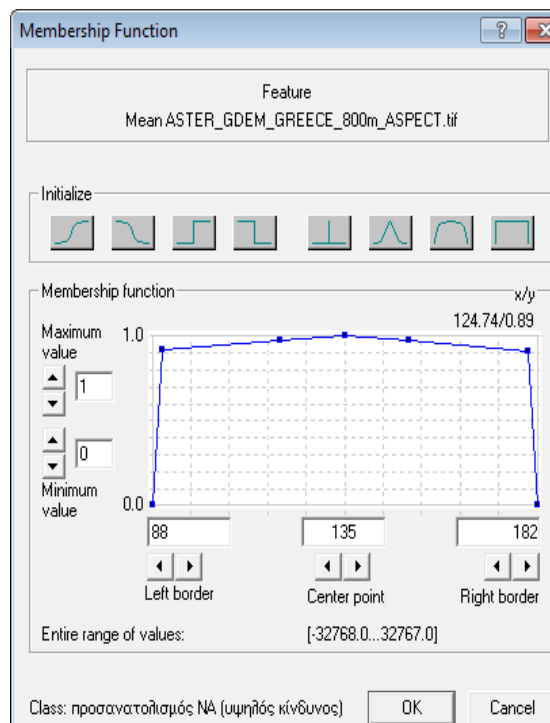 Membership Function
Feature
Mean ASTER_GDEM_GREECE_800m_ASPECT.tif
Initialize
Membership function
x/y
124.74/0.89
Maximum value
1.0
1
0
Minimum value
0.0
88
135
182
Left border
Center point
Right border
Entire range of values:
[-32768.0...32767.0]
Class: προσανατολισμός ΝΑ (υψηλός κίνδυνος)
OK
Cancel